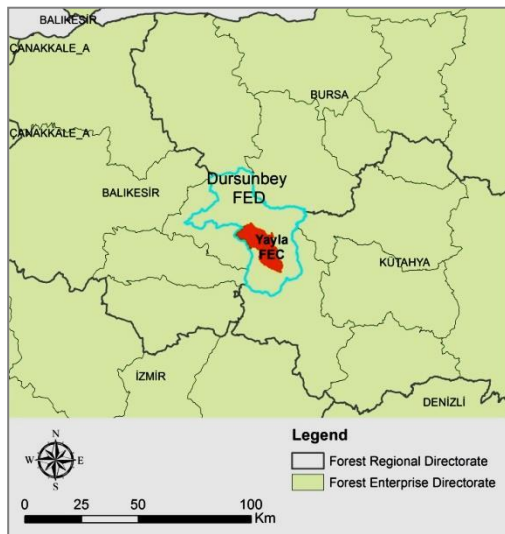 BALIKESİR
ÇANAKKALE_A
BURSA
ÇANAKKALE_A
BALIKESİR
Dursunbey
FED
Yayla
FEC
KÜTAHYA
İZMİR
DENİZLİ
N
W E
S
Legend
Forest Regional Directorate
Forest Enterprise Directorate
0 25 50 100
Km